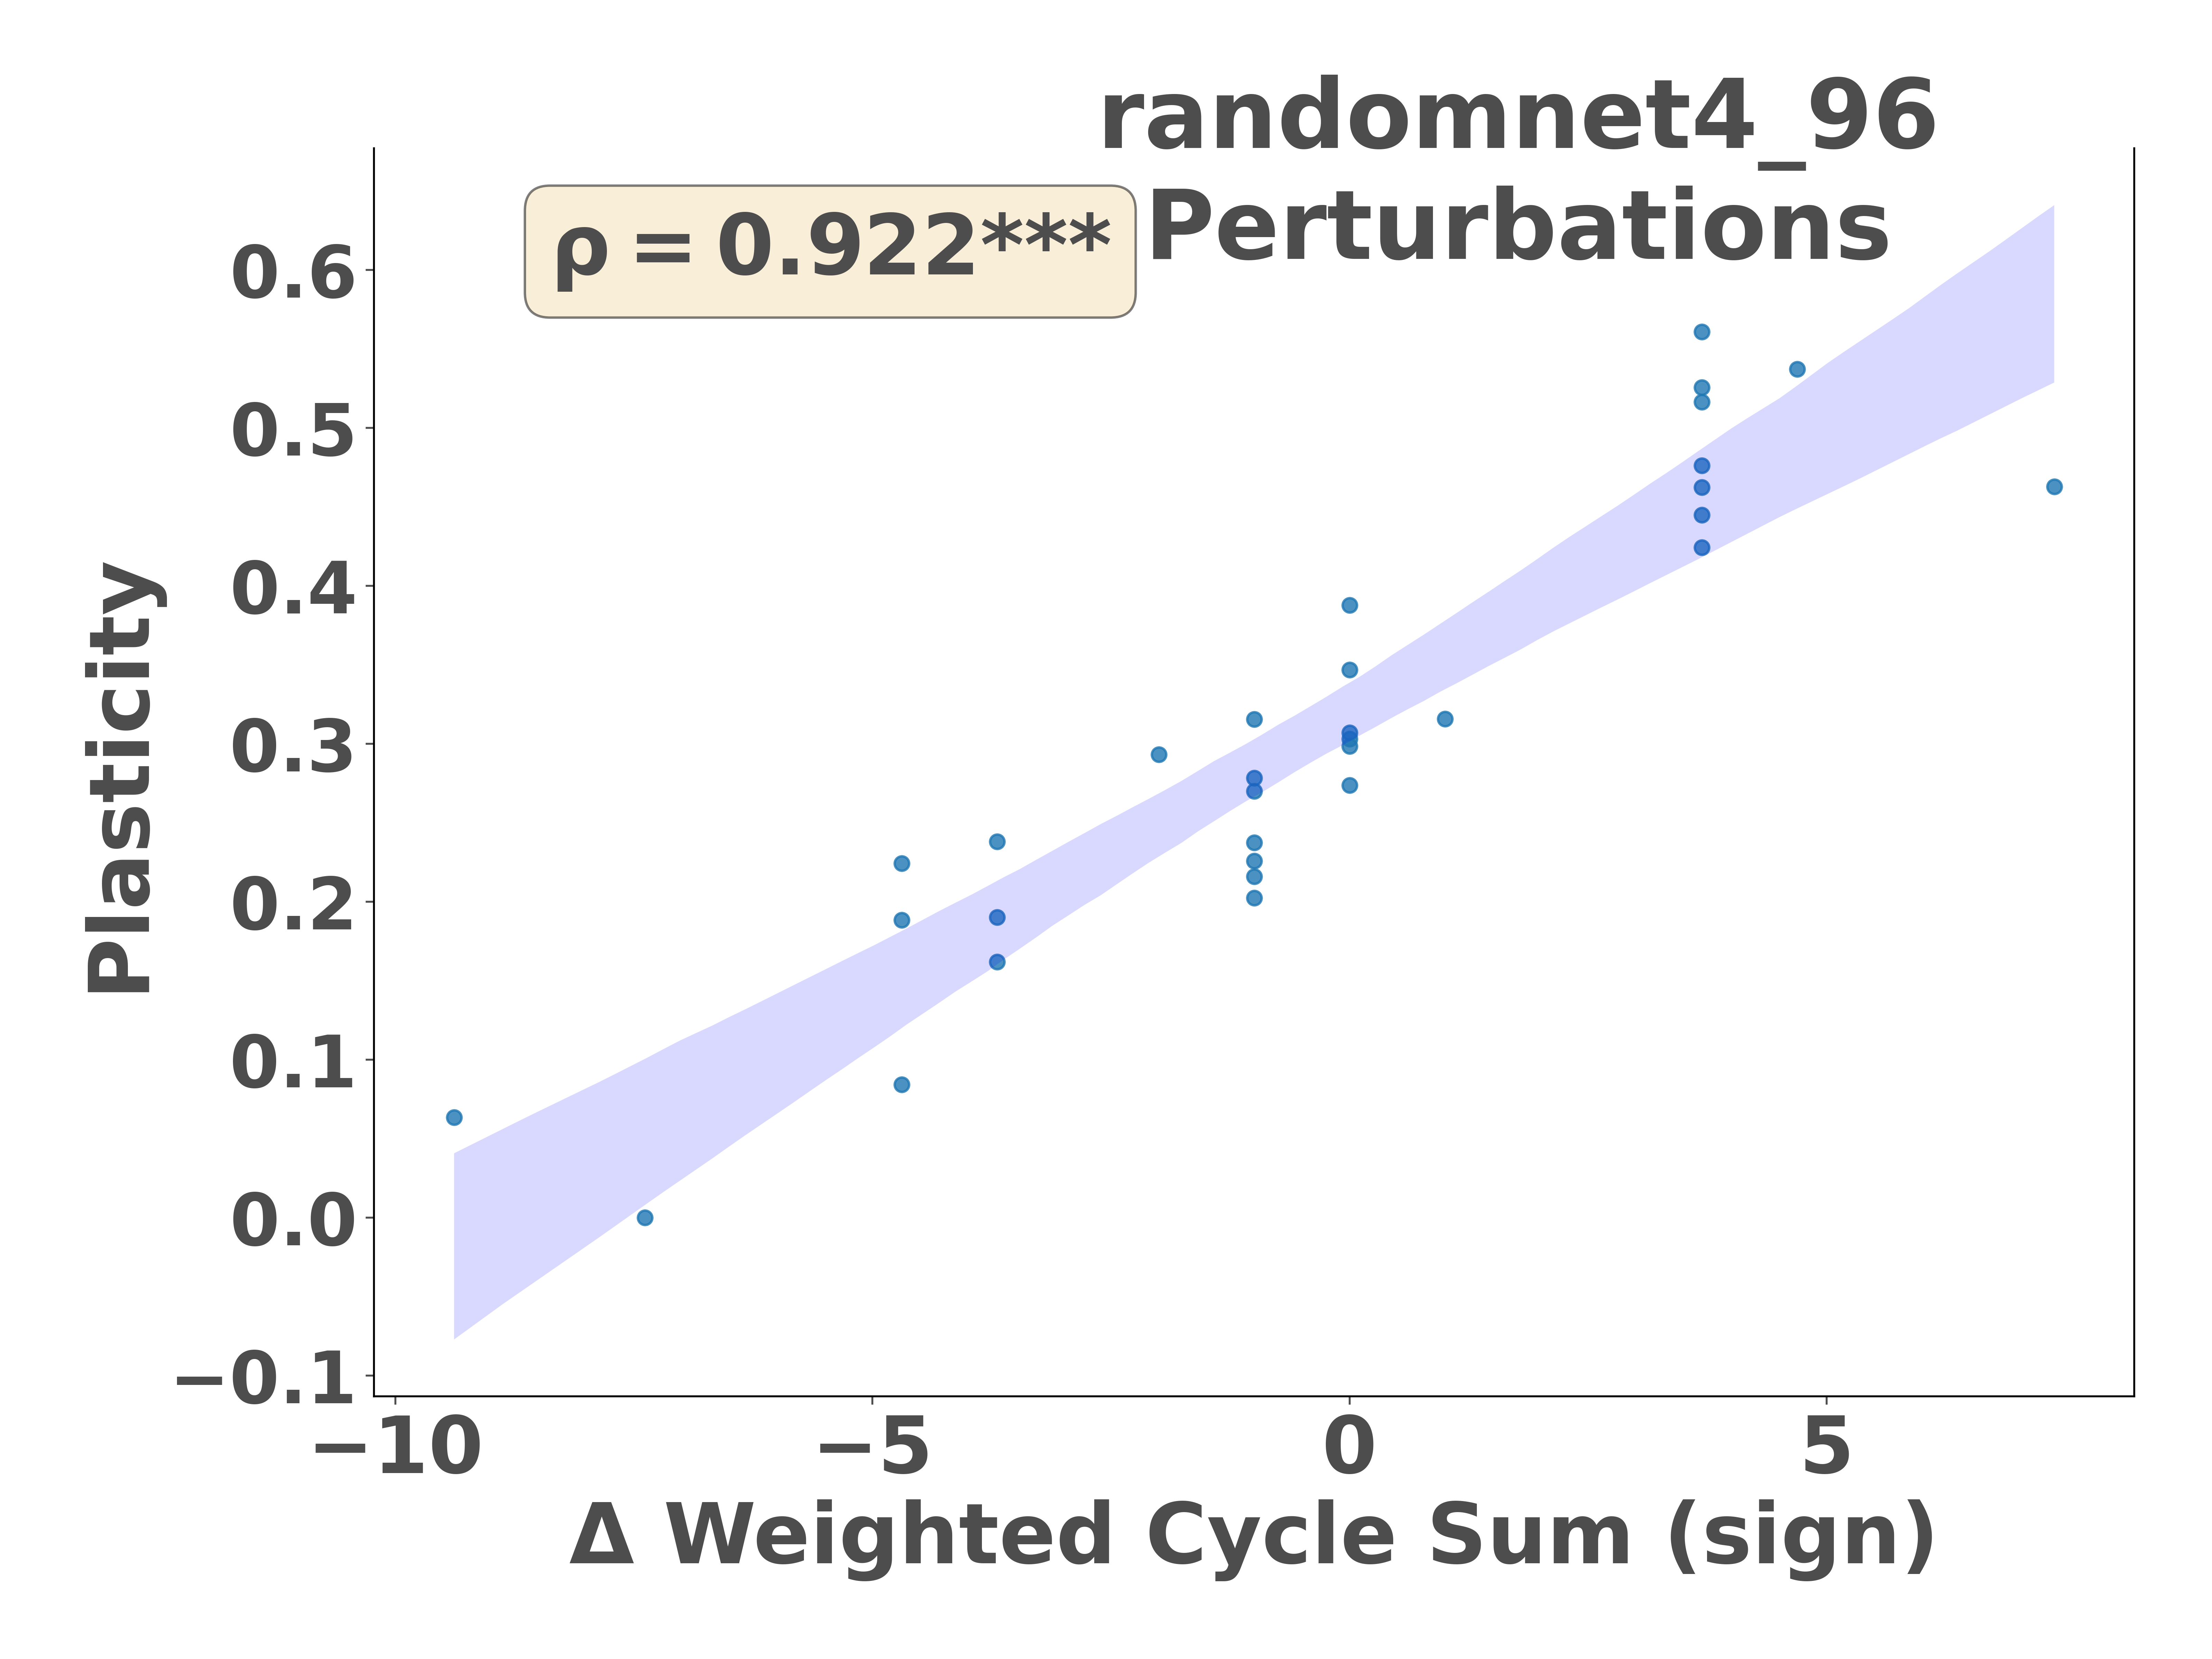 randomnet4_96
Perturbations
ρ = 0.922***
Plasticity
0.6
0.5
0.4
0.3
0.2
0.1
0.0
−0.1
−10
−5
0
5
Δ Weighted Cycle Sum (sign)